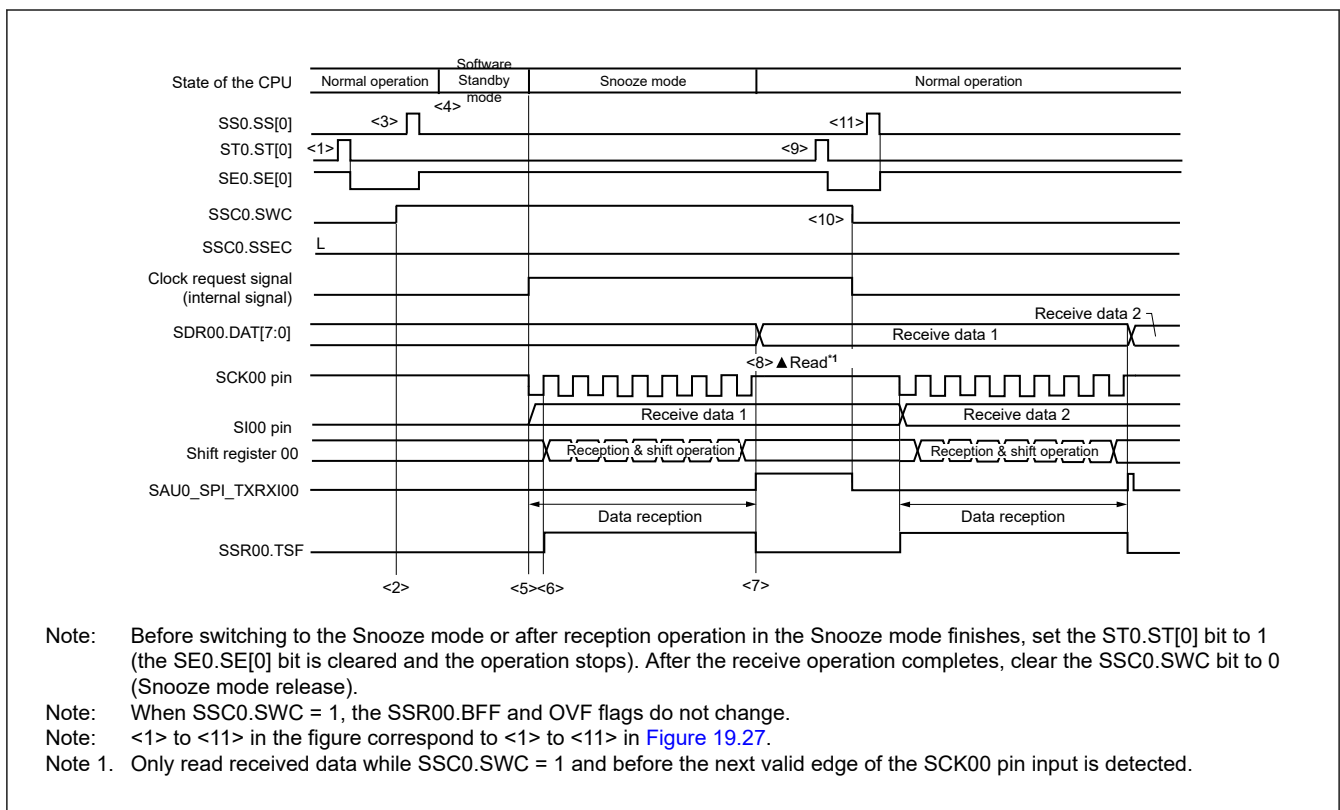 Software
State of the CPU Normal operation Standby Snooze mode Normal operation
mode
<4>
SS0.SS[0] <3> <11>
ST0.ST[0] <1> <9>
SE0.SE[0]
SSC0.SWC <10>
SSC0.SSEC L
Clock request signal
(internal signal)
Receive data 2
SDR00.DAT[7:0] Receive data 1
<8>▲Read*1
SCK00 pin
Receive data 1 Receive data 2
SI00 pin
Shift register 00 Reception & shift operation Reception & shift operation
SAU0_SPI_TXRXI00
Data reception Data reception
SSR00.TSF
<2> <5><6> <7>
Note: Before switching to the Snooze mode or after reception operation in the Snooze mode finishes, set the ST0.ST[0] bit to 1
(the SE0.SE[0] bit is cleared and the operation stops). After the receive operation completes, clear the SSC0.SWC bit to 0
(Snooze mode release).
Note: When SSC0.SWC = 1, the SSR00.BFF and OVF flags do not change.
Note: <1> to <11> in the figure correspond to <1> to <11> in Figure 19.27.
Note 1. Only read received data while SSC0.SWC = 1 and before the next valid edge of the SCK00 pin input is detected.